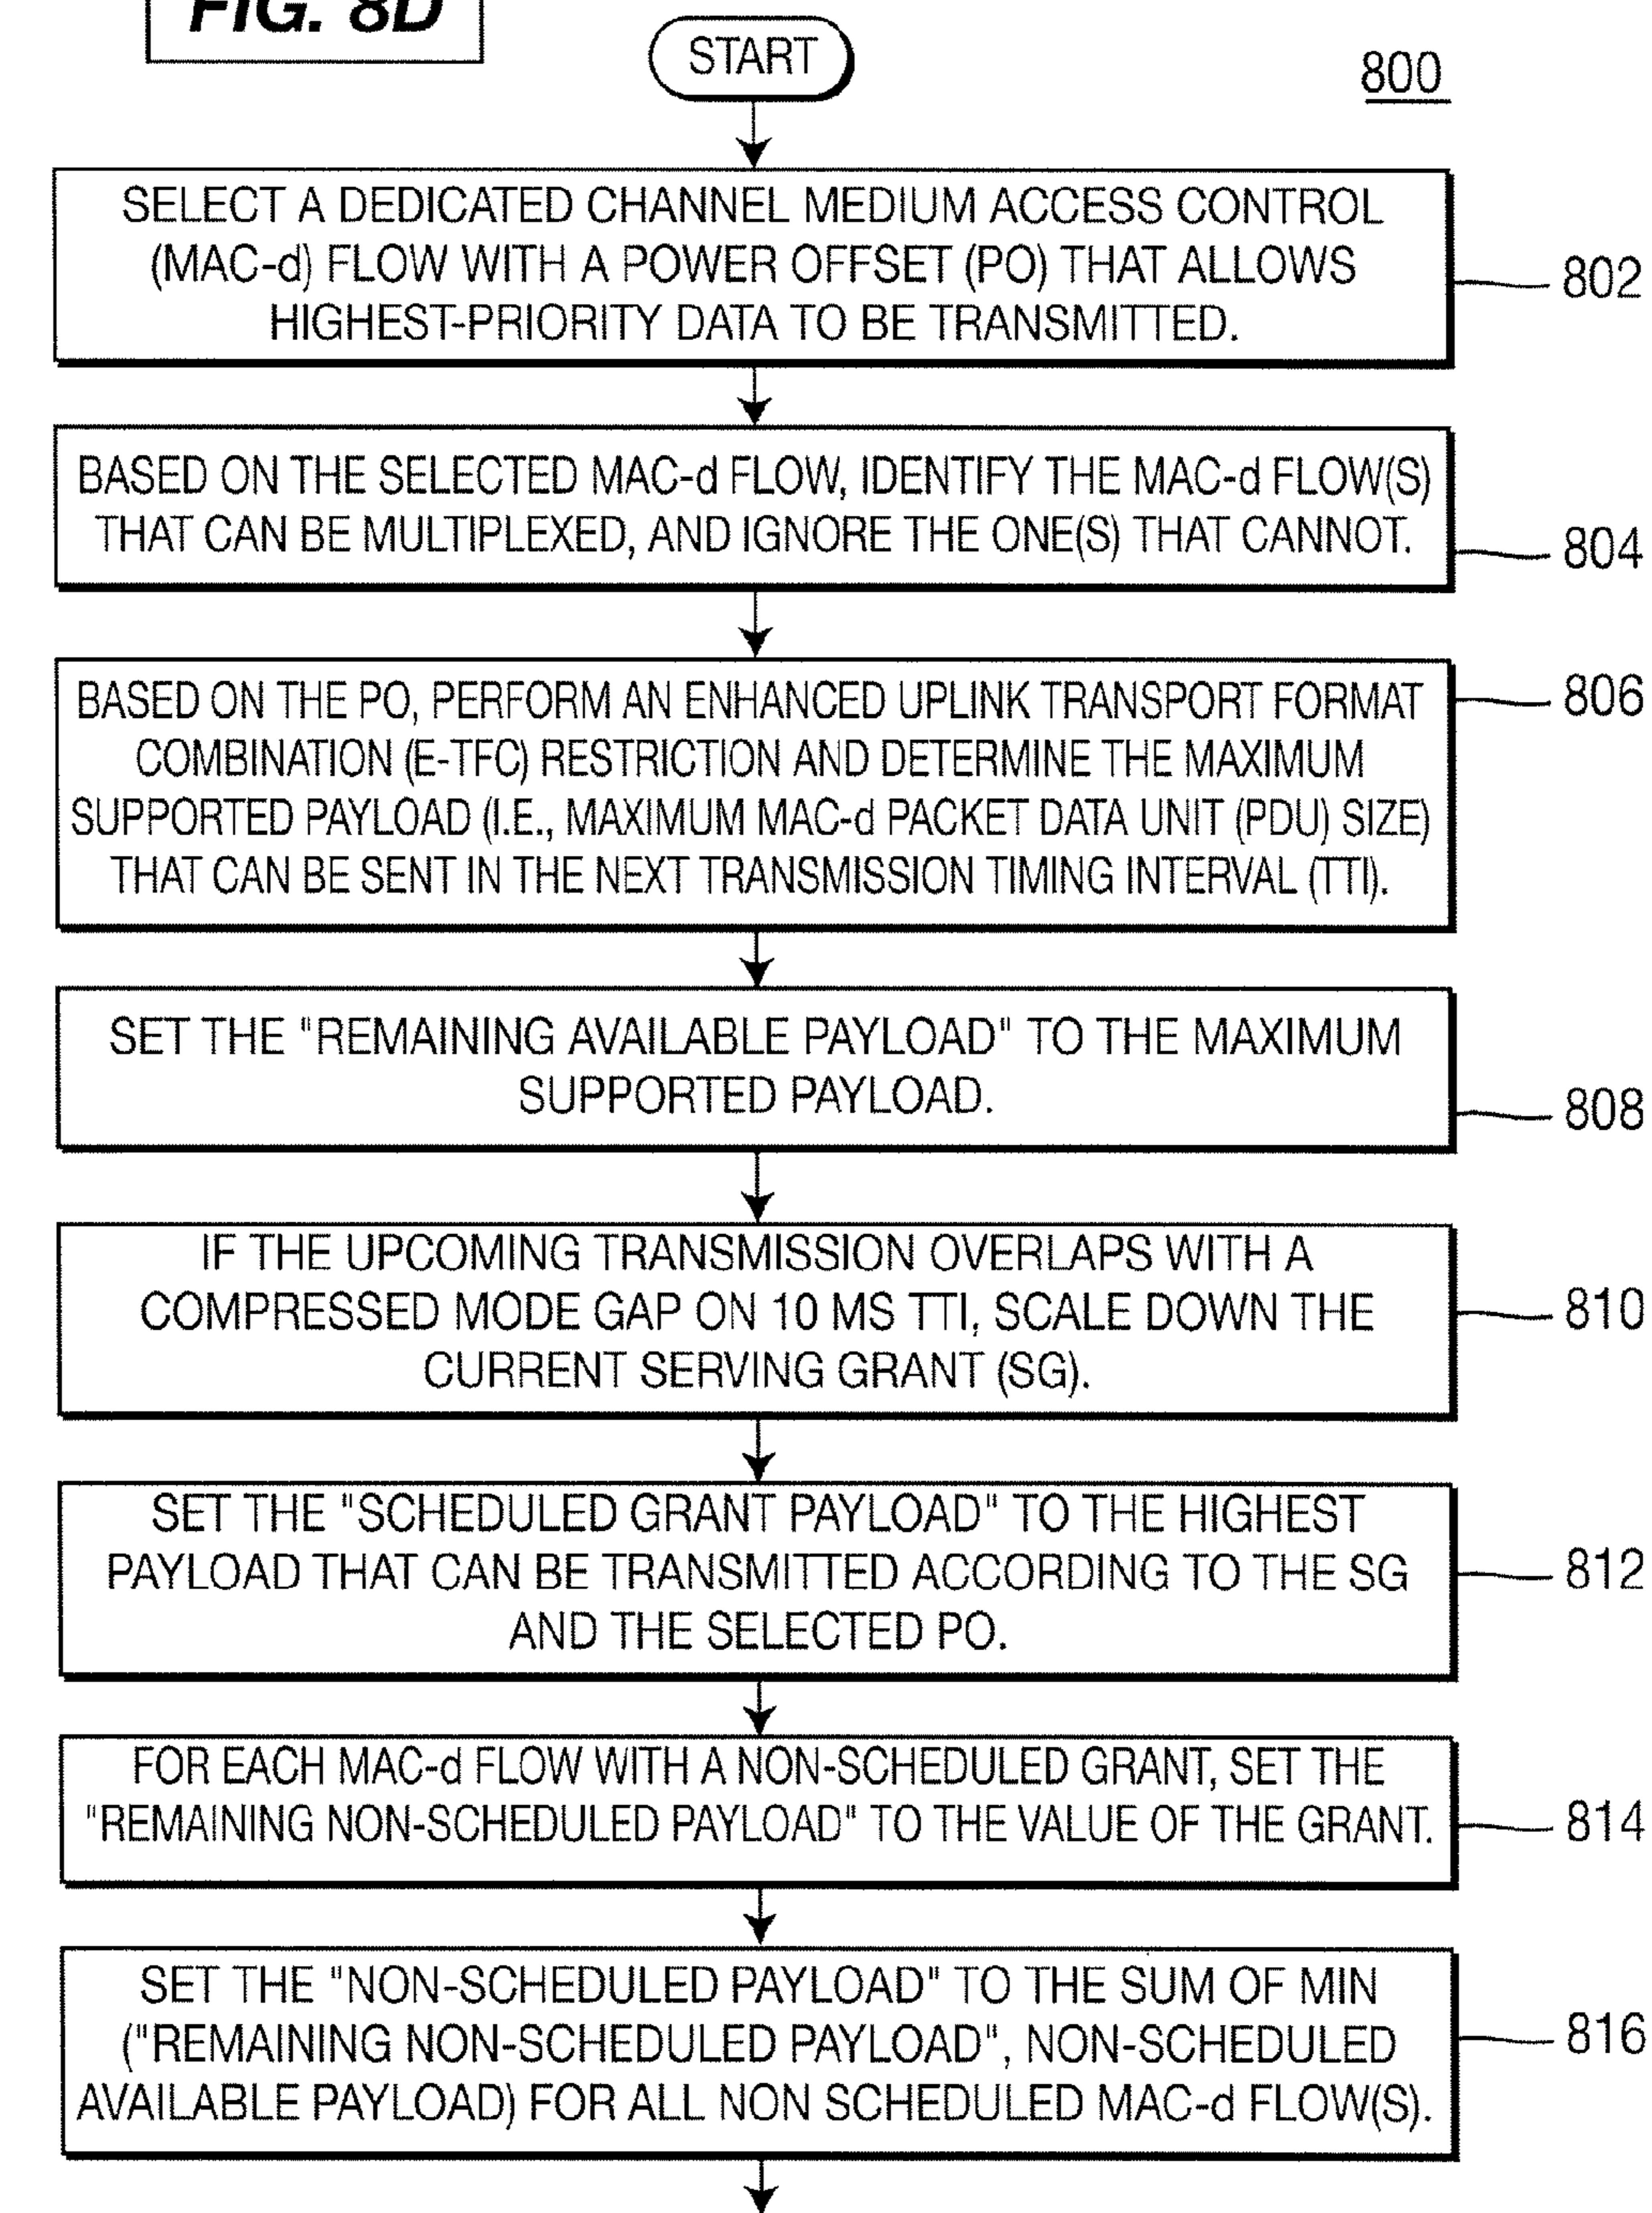 FIG. 8D
START
800
SELECT A DEDICATED CHANNEL MEDIUM ACCESS CONTROL
(MAC-d) FLOW WITH A POWER OFFSET (PO) THAT ALLOWS
HIGHEST-PRIORITY DATA TO BE TRANSMITTED.
802
BASED ON THE SELECTED MAC-d FLOW, IDENTIFY THE MAC-d FLOW(S)
THAT CAN BE MULTIPLEXED, AND IGNORE THE ONE(S) THAT CANNOT.
804
BASED ON THE PO, PERFORM AN ENHANCED UPLINK TRANSPORT FORMAT
COMBINATION (E-TFC) RESTRICTION AND DETERMINE THE MAXIMUM
SUPPORTED PAYLOAD (I.E., MAXIMUM MAC-d PACKET DATA UNIT (PDU) SIZE)
THAT CAN BE SENT IN THE NEXT TRANSMISSION TIMING INTERVAL (TTI).
806
SET THE "REMAINING AVAILABLE PAYLOAD" TO THE MAXIMUM
SUPPORTED PAYLOAD.
808
IF THE UPCOMING TRANSMISSION OVERLAPS WITH A
COMPRESSED MODE GAP ON 10 MS TTI, SCALE DOWN THE
CURRENT SERVING GRANT (SG).
810
SET THE "SCHEDULED GRANT PAYLOAD" TO THE HIGHEST
PAYLOAD THAT CAN BE TRANSMITTED ACCORDING TO THE SG
AND THE SELECTED PO.
812
FOR EACH MAC-d FLOW WITH A NON-SCHEDULED GRANT, SET THE
"REMAINING NON-SCHEDULED PAYLOAD" TO THE VALUE OF THE GRANT.
814
SET THE "NON-SCHEDULED PAYLOAD" TO THE SUM OF MIN
("REMAINING NON-SCHEDULED PAYLOAD", NON-SCHEDULED
AVAILABLE PAYLOAD) FOR ALL NON SCHEDULED MAC-d FLOW(S).
816